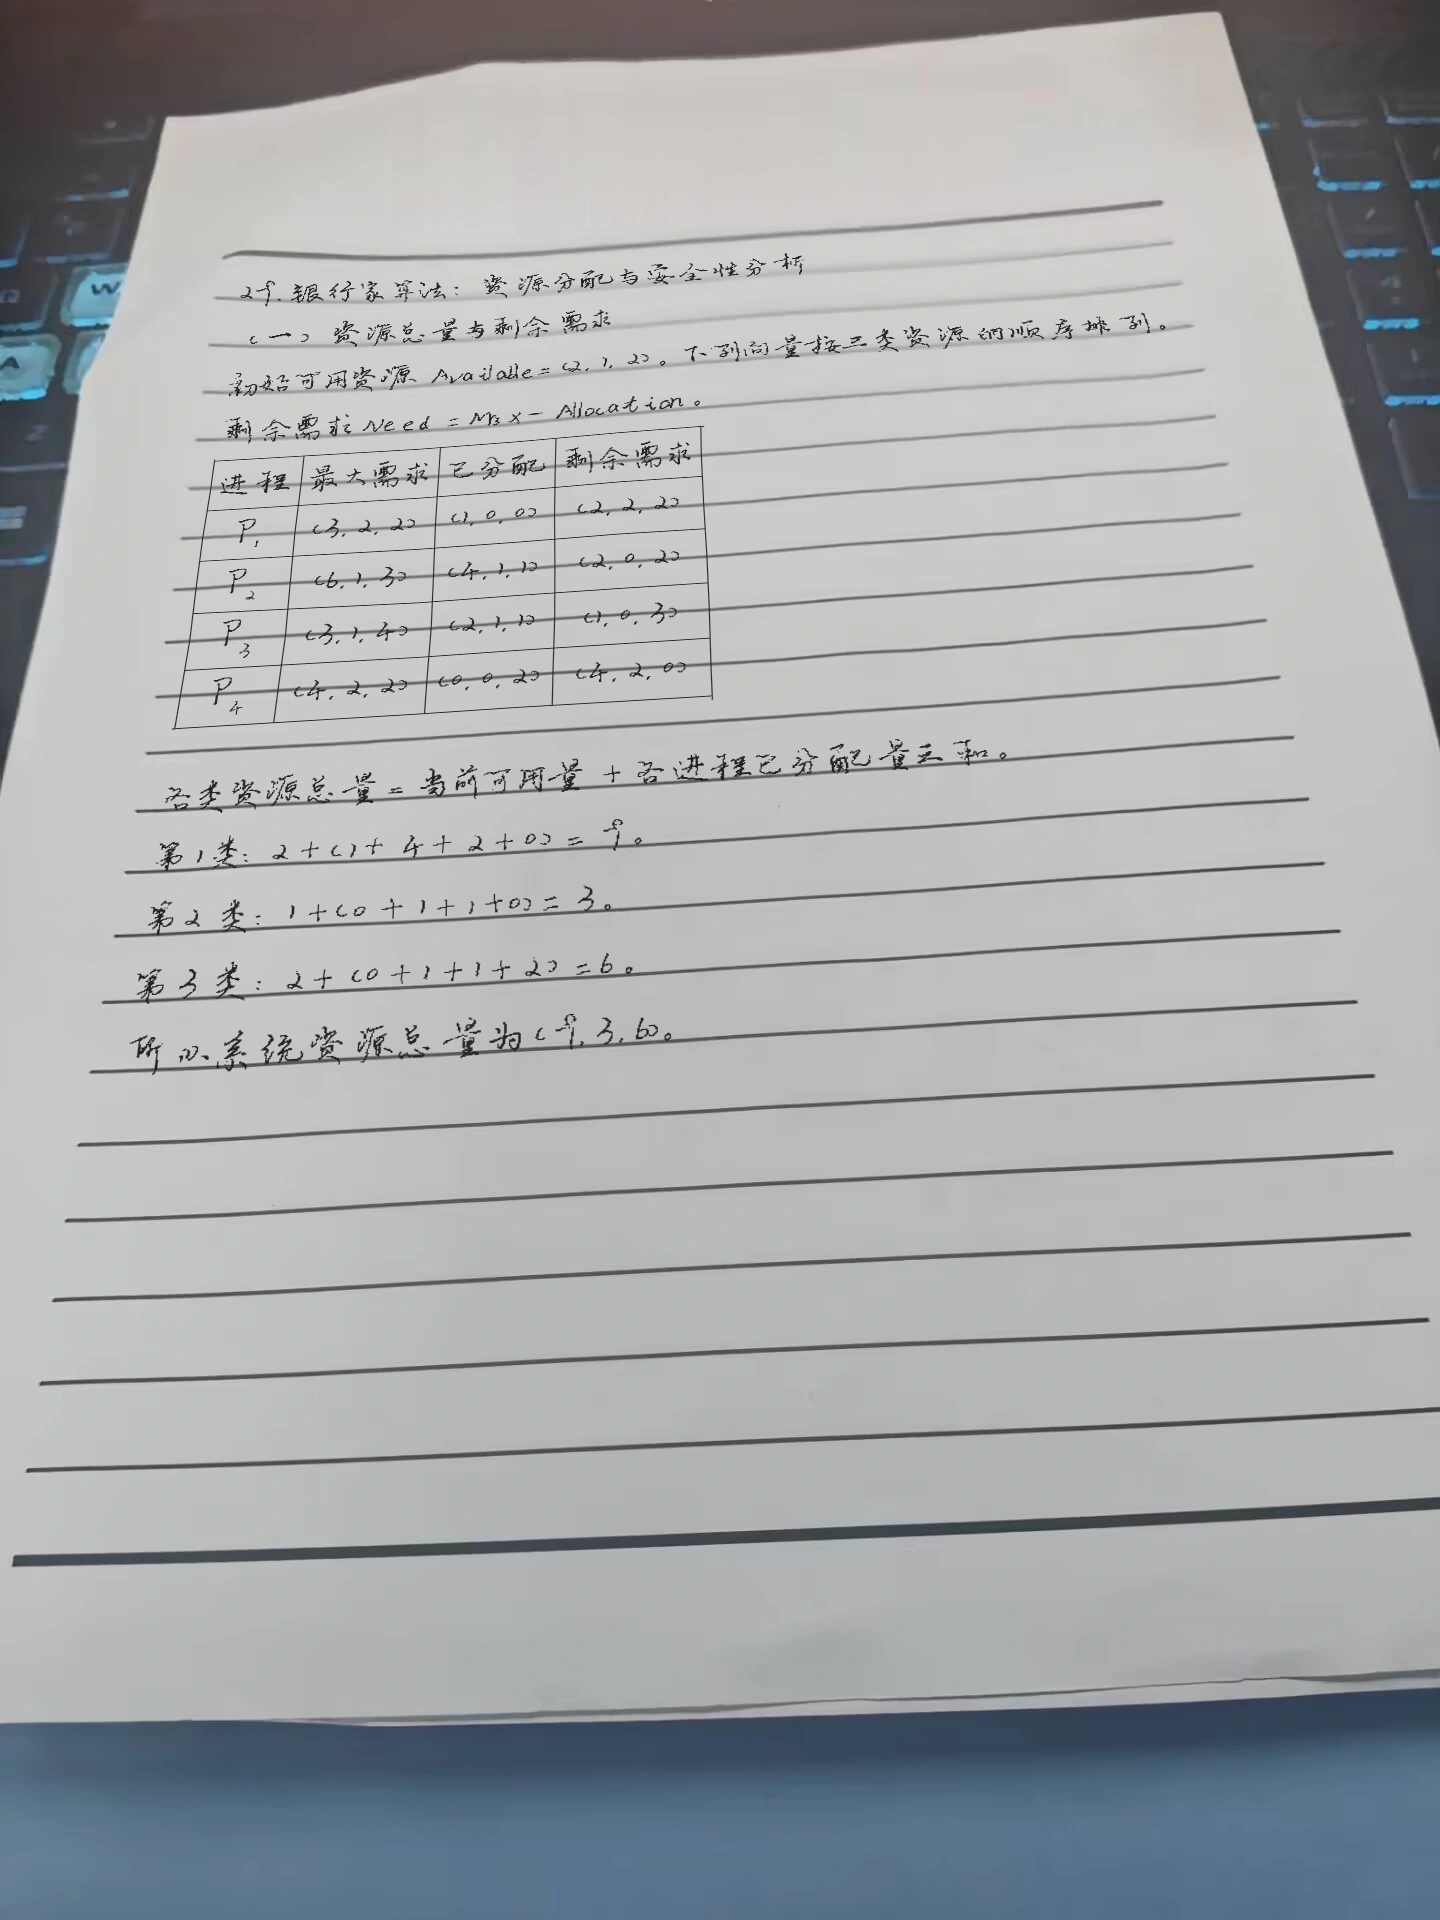 29. 银行家算法：资源分配与安全性分析
（一）资源总量与剩余需求
初始可用资源 Available=(2,1,2)。下列向量按三类资源的顺序排列。
剩余需求 Need = Max - Allocation。
进程 最大需求 已分配 剩余需求
P1 (3,2,2) (1,0,0) (2,2,2)
P2 (6,1,3) (4,1,1) (2,0,2)
P3 (3,1,4) (2,1,1) (1,0,3)
P4 (4,2,2) (0,0,2) (4,2,0)
各类资源总量=当前可用量+各进程已分配量之和。
第1类：2+(1+4+2+0)=9。
第2类：1+(0+1+1+0)=3。
第3类：2+(0+1+1+2)=6。
所以系统资源总量为(9,3,6)。